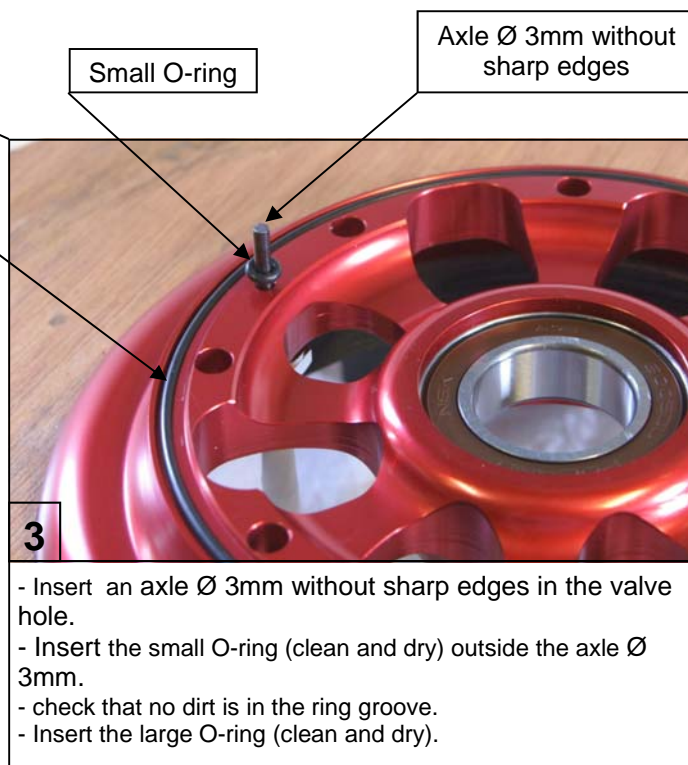 Small O-ring
Axle Ø 3mm without
sharp edges
3
- Insert an axle Ø 3mm without sharp edges in the valve
hole.
- Insert the small O-ring (clean and dry) outside the axle Ø
3mm.
- check that no dirt is in the ring groove.
- Insert the large O-ring (clean and dry).